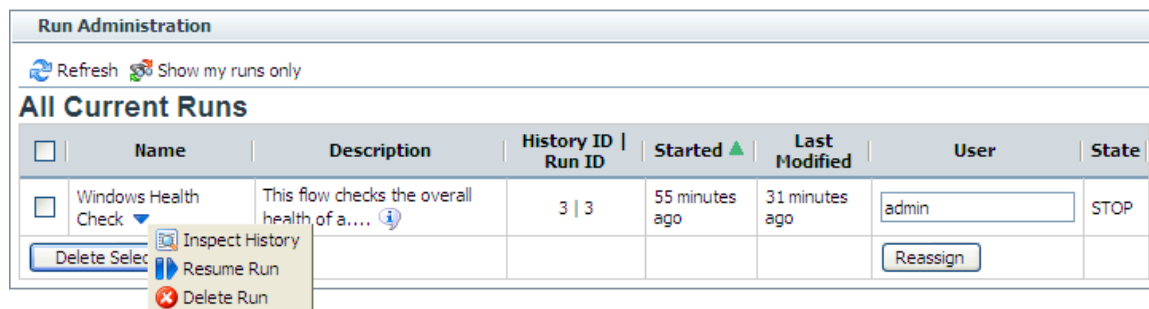 Run Administration
Refresh Show my runs only
All Current Runs
Name Description History ID | Run ID Started Last Modified User State
Windows Health Check
This flow checks the overall
health of a....
3 | 3
55 minutes ago
31 minutes ago
admin
STOP
Delete Selec
Reassign
Inspect History
Resume Run
Delete Run